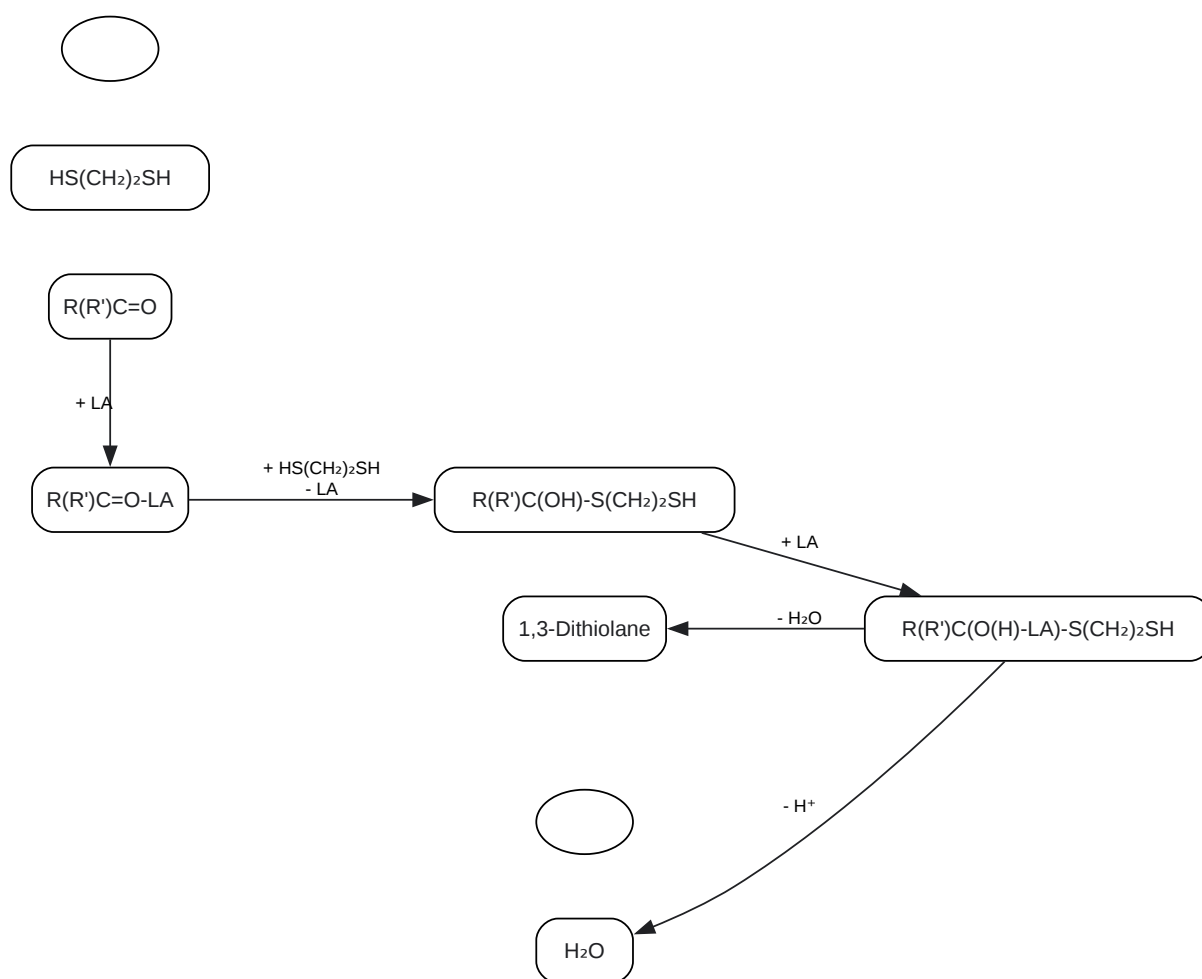 HS(CH₂)₂SH
R(R')C=O
+ LA
R(R')C=O-LA
+ HS(CH₂)₂SH
- LA
R(R')C(OH)-S(CH₂)₂SH
+ LA
1,3-Dithiolane
- H₂O
R(R')C(O(H)-LA)-S(CH₂)₂SH
- H⁺
H₂O